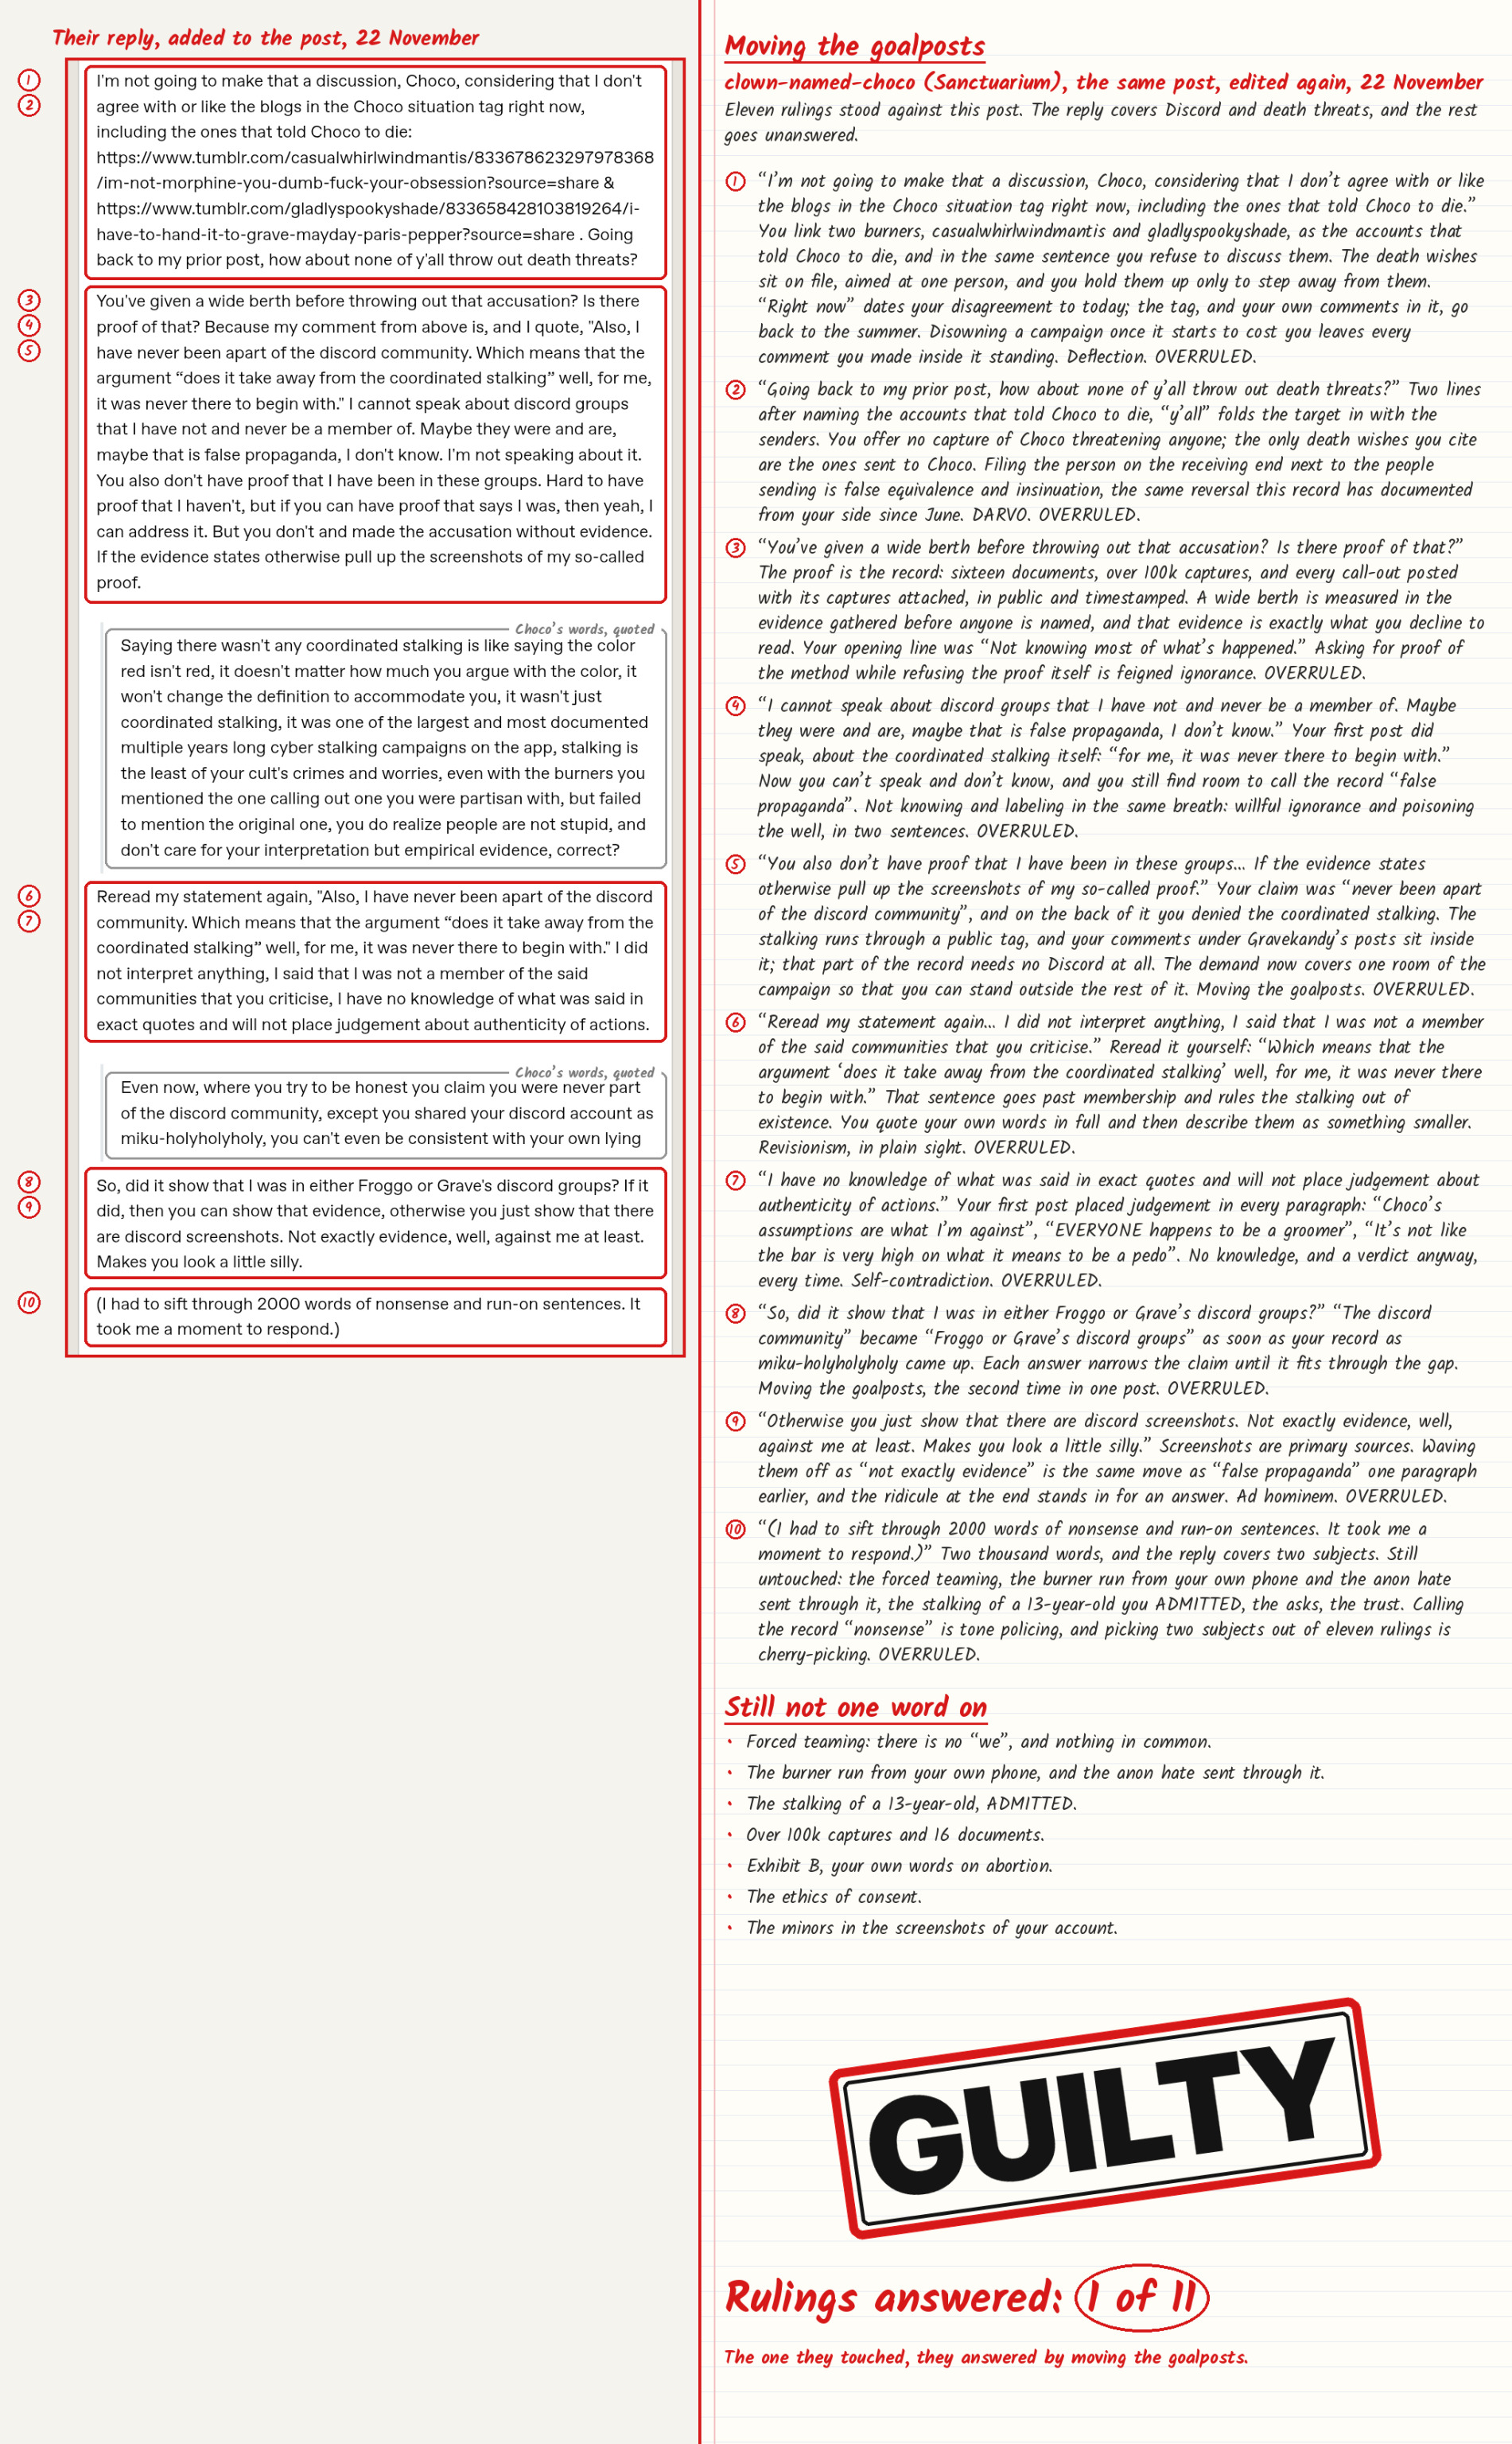 Their reply, added to the post, 22 November
1
2
I'm not going to make that a discussion, Choco, considering that I don't
agree with or like the blogs in the Choco situation tag right now,
including the ones that told Choco to die:
https://www.tumblr.com/casualwhirlwindmantis/833678623297978368
/im-not-morphine-you-dumb-fuck-your-obsession?source=share &
https://www.tumblr.com/gladlyspookyshade/833658428103819264/i-
have-to-hand-it-to-grave-mayday-paris-pepper?source=share . Going
back to my prior post, how about none of y'all throw out death threats?
3
4
5
You've given a wide berth before throwing out that accusation? Is there
proof of that? Because my comment from above is, and I quote, "Also, I
have never been apart of the discord community. Which means that the
argument “does it take away from the coordinated stalking” well, for me,
it was never there to begin with." I cannot speak about discord groups
that I have not and never be a member of. Maybe they were and are,
maybe that is false propaganda, I don't know. I'm not speaking about it.
You also don't have proof that I have been in these groups. Hard to have
proof that I haven't, but if you can have proof that says I was, then yeah, I
can address it. But you don't and made the accusation without evidence.
If the evidence states otherwise pull up the screenshots of my so-called
proof.
Choco's words, quoted
Saying there wasn't any coordinated stalking is like saying the color
red isn't red, it doesn't matter how much you argue with the color, it
won't change the definition to accommodate you, it wasn't just
coordinated stalking, it was one of the largest and most documented
multiple years long cyber stalking campaigns on the app, stalking is
the least of your cult's crimes and worries, even with the burners you
mentioned the one calling out one you were partisan with, but failed
to mention the original one, you do realize people are not stupid, and
don't care for your interpretation but empirical evidence, correct?
6
7
Reread my statement again, "Also, I have never been apart of the discord
community. Which means that the argument “does it take away from the
coordinated stalking” well, for me, it was never there to begin with." I did
not interpret anything, I said that I was not a member of the said
communities that you criticise, I have no knowledge of what was said in
exact quotes and will not place judgement about authenticity of actions.
Choco's words, quoted
Even now, where you try to be honest you claim you were never part
of the discord community, except you shared your discord account as
miku-holyholyholy, you can't even be consistent with your own lying
8
9
So, did it show that I was in either Froggo or Grave's discord groups? If it
did, then you can show that evidence, otherwise you just show that there
are discord screenshots. Not exactly evidence, well, against me at least.
Makes you look a little silly.
10
(I had to sift through 2000 words of nonsense and run-on sentences. It
took me a moment to respond.)
Moving the goalposts
clown-named-choco (Sanctuarium), the same post, edited again, 22 November
Eleven rulings stood against this post. The reply covers Discord and death threats, and the rest
goes unanswered.
1 “I'm not going to make that a discussion, Choco, considering that I don't agree with or like
the blogs in the Choco situation tag right now, including the ones that told Choco to die.”
You link two burners, casualwhirlwindmantis and gladlyspookyshade, as the accounts that
told Choco to die, and in the same sentence you refuse to discuss them. The death wishes
sit on file, aimed at one person, and you hold them up only to step away from them.
“Right now” dates your disagreement to today; the tag, and your own comments in it, go
back to the summer. Disowning a campaign once it starts to cost you leaves every
comment you made inside it standing. Deflection. OVERRULED.
2 “Going back to my prior post, how about none of y'all throw out death threats?” Two lines
after naming the accounts that told Choco to die, “y'all” folds the target in with the
senders. You offer no capture of Choco threatening anyone; the only death wishes you cite
are the ones sent to Choco. Filing the person on the receiving end next to the people
sending is false equivalence and insinuation, the same reversal this record has documented
from your side since June. DARVO. OVERRULED.
3 “You've given a wide berth before throwing out that accusation? Is there proof of that?”
The proof is the record: sixteen documents, over 100k captures, and every call-out posted
with its captures attached, in public and timestamped. A wide berth is measured in the
evidence gathered before anyone is named, and that evidence is exactly what you decline to
read. Your opening line was “Not knowing most of what's happened.” Asking for proof of
the method while refusing the proof itself is feigned ignorance. OVERRULED.
4 “I cannot speak about discord groups that I have not and never be a member of. Maybe
they were and are, maybe that is false propaganda, I don't know.” Your first post did
speak, about the coordinated stalking itself: “for me, it was never there to begin with.”
Now you can't speak and don't know, and you still find room to call the record “false
propaganda”. Not knowing and labeling in the same breath: willful ignorance and poisoning
the well, in two sentences. OVERRULED.
5 “You also don't have proof that I have been in these groups... If the evidence states
otherwise pull up the screenshots of my so-called proof.” Your claim was “never been apart
of the discord community”, and on the back of it you denied the coordinated stalking. The
stalking runs through a public tag, and your comments under Gravekandy's posts sit inside
it; that part of the record needs no Discord at all. The demand now covers one room of the
campaign so that you can stand outside the rest of it. Moving the goalposts. OVERRULED.
6 “Reread my statement again... I did not interpret anything, I said that I was not a member
of the said communities that you criticise.” Reread it yourself: “Which means that the
argument ‘does it take away from the coordinated stalking’ well, for me, it was never there
to begin with.” That sentence goes past membership and rules the stalking out of
existence. You quote your own words in full and then describe them as something smaller.
Revisionism, in plain sight. OVERRULED.
7 “I have no knowledge of what was said in exact quotes and will not place judgement about
authenticity of actions.” Your first post placed judgement in every paragraph: “Choco's
assumptions are what I'm against”, “EVERYONE happens to be a groomer”, “It's not like
the bar is very high on what it means to be a pedo”. No knowledge, and a verdict anyway,
every time. Self-contradiction. OVERRULED.
8 “So, did it show that I was in either Froggo or Grave's discord groups?” “The discord
community” became “Froggo or Grave's discord groups” as soon as your record as
miku-holyholyholy came up. Each answer narrows the claim until it fits through the gap.
Moving the goalposts, the second time in one post. OVERRULED.
9 “Otherwise you just show that there are discord screenshots. Not exactly evidence, well,
against me at least. Makes you look a little silly.” Screenshots are primary sources. Waving
them off as “not exactly evidence” is the same move as “false propaganda” one paragraph
earlier, and the ridicule at the end stands in for an answer. Ad hominem. OVERRULED.
10 “(I had to sift through 2000 words of nonsense and run-on sentences. It took me a
moment to respond.)” Two thousand words, and the reply covers two subjects. Still
untouched: the forced teaming, the burner run from your own phone and the anon hate
sent through it, the stalking of a 13-year-old you ADMITTED, the asks, the trust. Calling
the record “nonsense” is tone policing, and picking two subjects out of eleven rulings is
cherry-picking. OVERRULED.
Still not one word on
• Forced teaming: there is no “we”, and nothing in common.
• The burner run from your own phone, and the anon hate sent through it.
• The stalking of a 13-year-old, ADMITTED.
• Over 100k captures and 16 documents.
• Exhibit B, your own words on abortion.
• The ethics of consent.
• The minors in the screenshots of your account.
GUILTY
Rulings answered: 1 of 11
The one they touched, they answered by moving the goalposts.